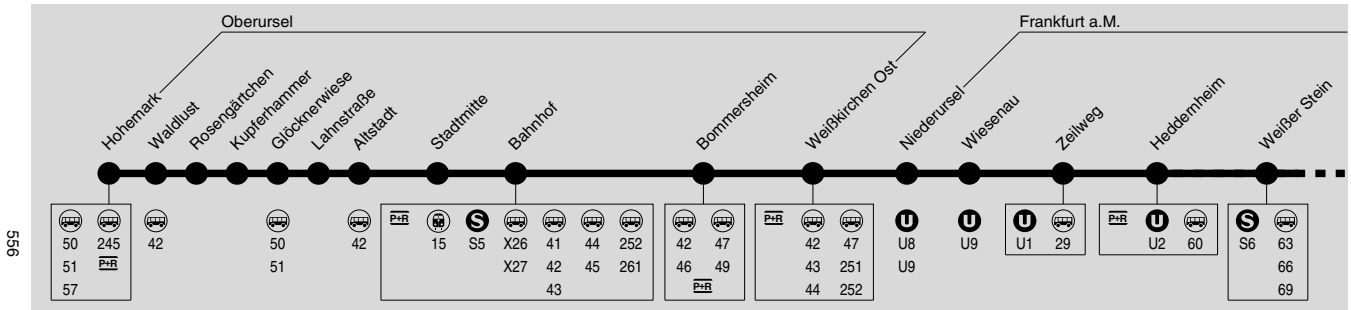 Oberursel
Frankfurt a.M.
Hohemark
Waldlust
Rosengärtchen
Kupferhammer
Glöcknerwiese
Lahnstraße
Altstadt
Stadtmitte
Bahnhof
Bommersheim
Weißkirchen Ost
Niederursel
Wiesenau
Zeilweg
Heddernheim
Weißer Stein
50 245
51 P+R
57
42
50
51
42
P+R S
15 S5 X26 41 44 252
X27 42 45 261
43
42 47
46 49
P+R
P+R 42 47
43 251
44 252
U
U8
U9
U
U9
U
U1 29
P+R U
U2 60
S
S6 63
66
69
556